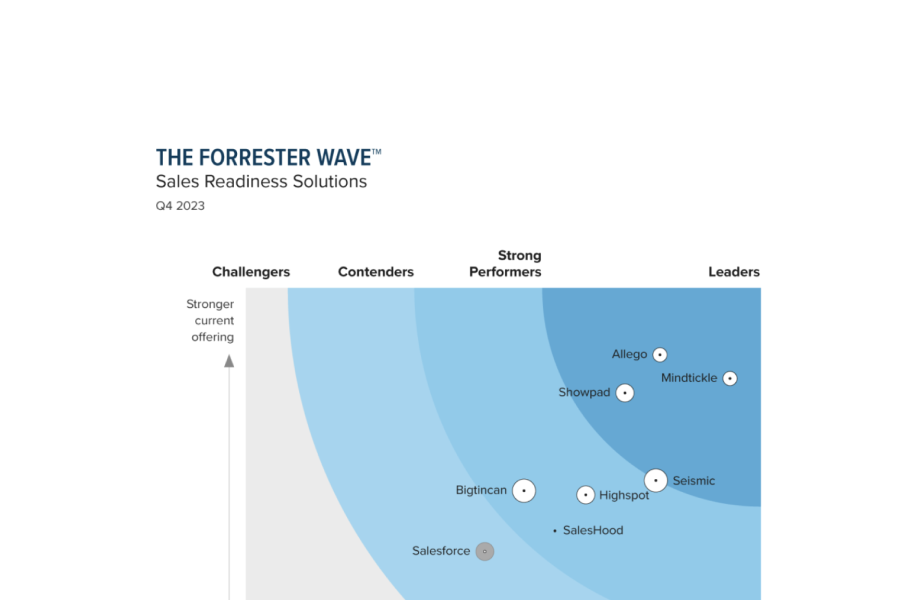 THE FORRESTER WAVE™
Sales Readiness Solutions
Q4 2023
Challengers
Contenders
Strong
Performers
Leaders
Stronger
current
offering
Allego
Mindtickle
Showpad
Seismic
Bigtincan
Highspot
SalesHood
Salesforce